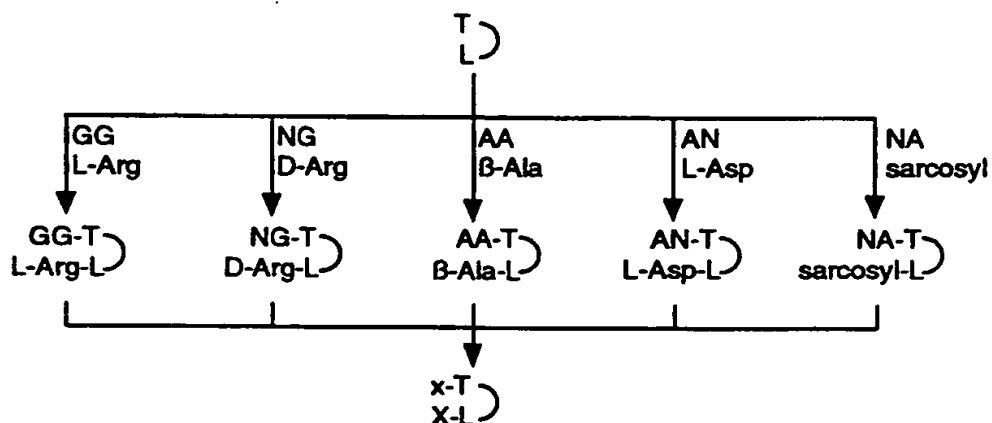 T
L
GG
L-Arg
NG
D-Arg
AA
ß-Ala
AN
L-Asp
NA
sarcosyl
GG-T
L-Arg-L
NG-T
D-Arg-L
AA-T
ß-Ala-L
AN-T
L-Asp-L
NA-T
sarcosyl-L
x-T
X-L